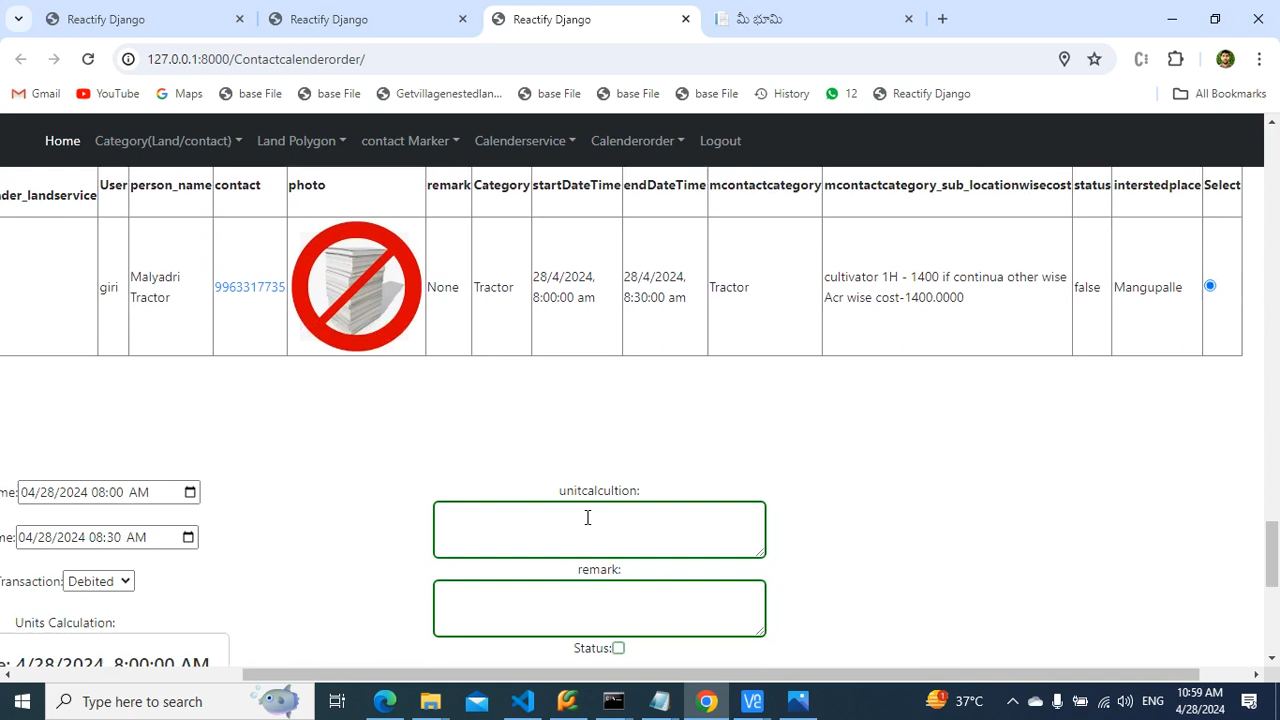 Reactify Django
Reactify Django
Reactify Django
మీ భూమి
127.0.0.1:8000/Contactcalenderorder/
Gmail YouTube Maps base File base File Getvillagenestedlan... base File base File base File History 12 Reactify Django All Bookmarks
Home Category(Land/contact) Land Polygon contact Marker Calenderservice Calenderorder Logout
der_landservice User person_name contact photo remark Category startDateTime endDateTime mcontactcategory mcontactcategory_sub_locationwisecost status interstedplace Select
giri Malyadri Tractor 9963317735 None Tractor 28/4/2024, 8:00:00 am 28/4/2024, 8:30:00 am Tractor cultivator 1H - 1400 if continua other wise Acr wise cost-1400.0000 false Mangupalle
me: 04/28/2024 08:00 AM
unitcalcultion:
me: 04/28/2024 08:30 AM
remark:
Transaction: Debited
Units Calculation:
Status:
e: 4/28/2024, 8:00:00 AM
Type here to search
37°C
ENG
10:59 AM
4/28/2024